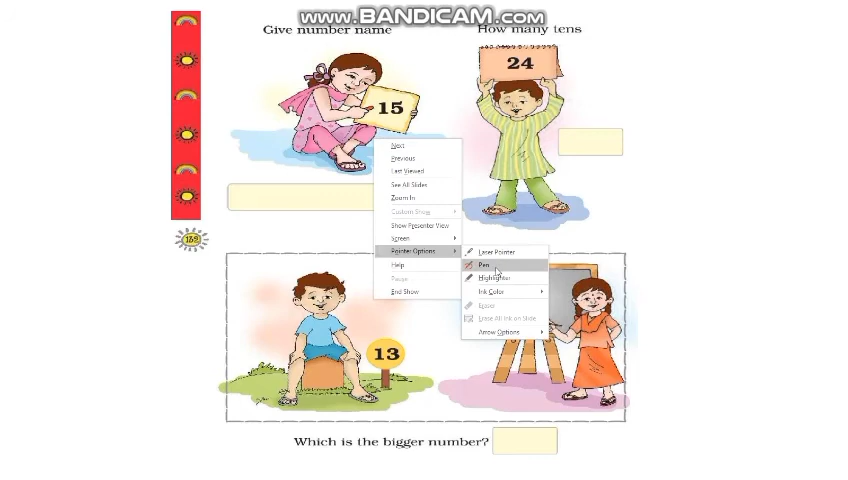 www.BANDICAM.com
Give number name
How many tens
24
15
Next
Previous
Last Viewed
See All Slides
Zoom In
Custom Show
Show Presenter View
Screen
Pointer Options
Help
Pause
End Show
Laser Pointer
Pen
Highlighter
Ink Color
Eraser
Erase All Ink on Slide
Arrow Options
13
Which is the bigger number?